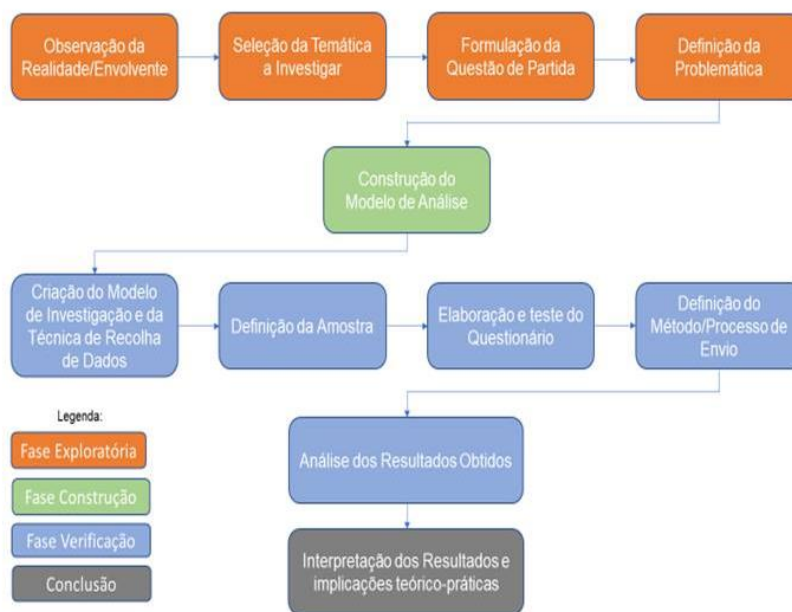 Observação da
Realidade/Envolvente
Seleção da Temática
a Investigar
Formulação da
Questão de Partida
Definição da
Problemática
Construção do
Modelo de Análise
Criação do Modelo
de Investigação e da
Técnica de Recolha
de Dados
Definição da Amostra
Elaboração e teste do
Questionário
Definição do
Método/Processo de
Envio
Análise dos Resultados Obtidos
Interpretação dos Resultados e
implicações teórico-práticas
Legenda:
Fase Exploratória
Fase Construção
Fase Verificação
Conclusão